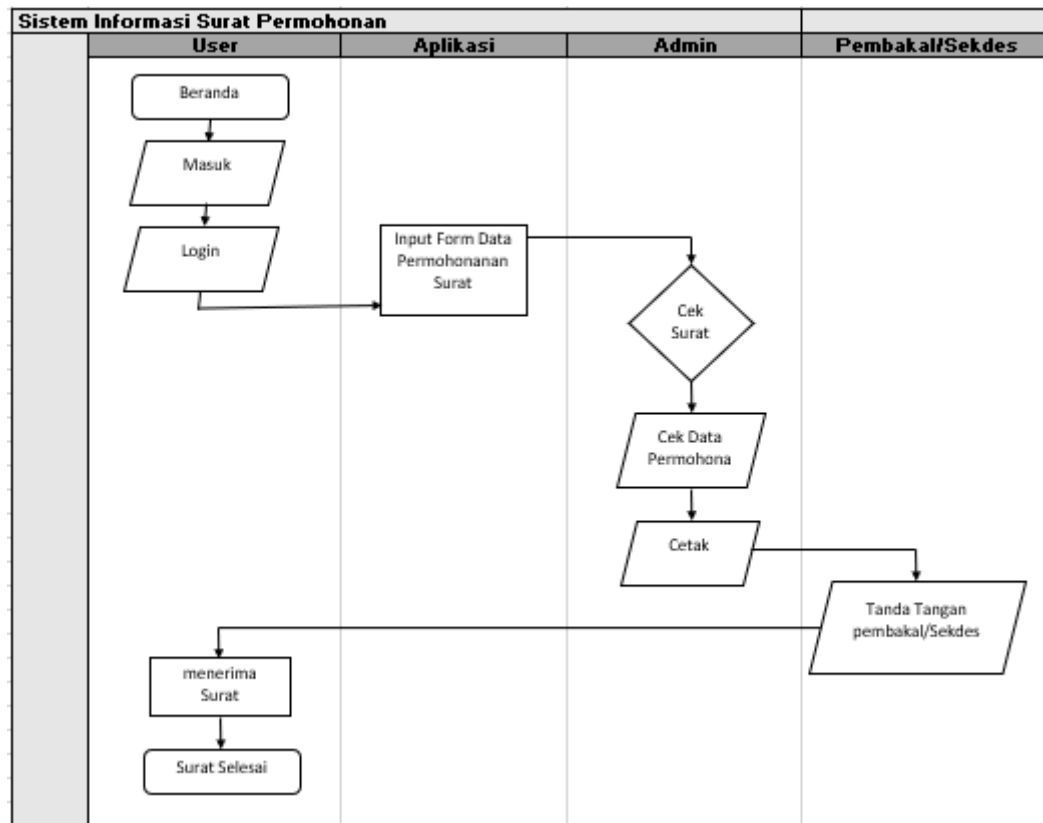 Sistem Informasi Surat Permohonan
User
Aplikasi
Admin
Pembakal/Sekdes
Beranda
Masuk
Login
Input Form Data
Permohonanan
Surat
Cek
Surat
Cek Data
Permohona
Cetak
Tanda Tangan
pembakal/Sekdes
menerima
Surat
Surat Selesai